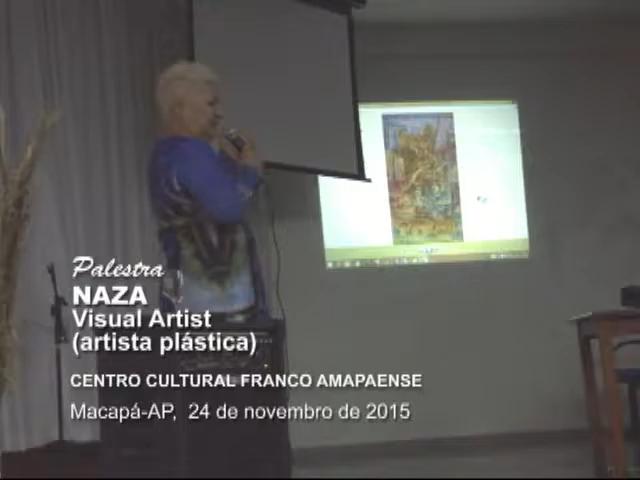 Palestra
NAZA
Visual Artist
(artista plástica)
CENTRO CULTURAL FRANCO AMAPAENSE
Macapá-AP, 24 de novembro de 2015